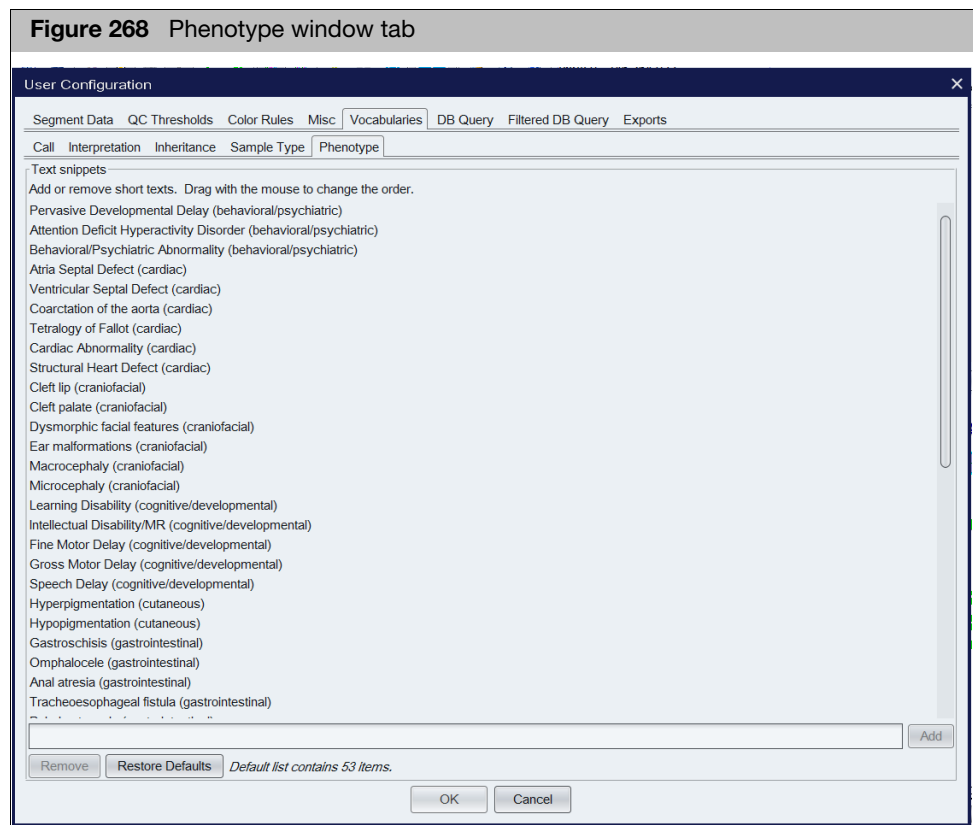 Figure 268 Phenotype window tab
User Configuration
Segment Data QC Thresholds Color Rules Misc Vocabularies DB Query Filtered DB Query Exports
Call Interpretation Inheritance Sample Type Phenotype
Text snippets
Add or remove short texts. Drag with the mouse to change the order.
Pervasive Developmental Delay (behavioral/psychiatric)
Attention Deficit Hyperactivity Disorder (behavioral/psychiatric)
Behavioral/Psychiatric Abnormality (behavioral/psychiatric)
Atria Septal Defect (cardiac)
Ventricular Septal Defect (cardiac)
Coarctation of the aorta (cardiac)
Tetralogy of Fallot (cardiac)
Cardiac Abnormality (cardiac)
Structural Heart Defect (cardiac)
Cleft lip (craniofacial)
Cleft palate (craniofacial)
Dysmorphic facial features (craniofacial)
Ear malformations (craniofacial)
Macrocephaly (craniofacial)
Microcephaly (craniofacial)
Learning Disability (cognitive/developmental)
Intellectual Disability/MR (cognitive/developmental)
Fine Motor Delay (cognitive/developmental)
Gross Motor Delay (cognitive/developmental)
Speech Delay (cognitive/developmental)
Hyperpigmentation (cutaneous)
Hypopigmentation (cutaneous)
Gastroschisis (gastrointestinal)
Omphalocele (gastrointestinal)
Anal atresia (gastrointestinal)
Tracheoesophageal fistula (gastrointestinal)
Add
Remove Restore Defaults Default list contains 53 items.
OK Cancel